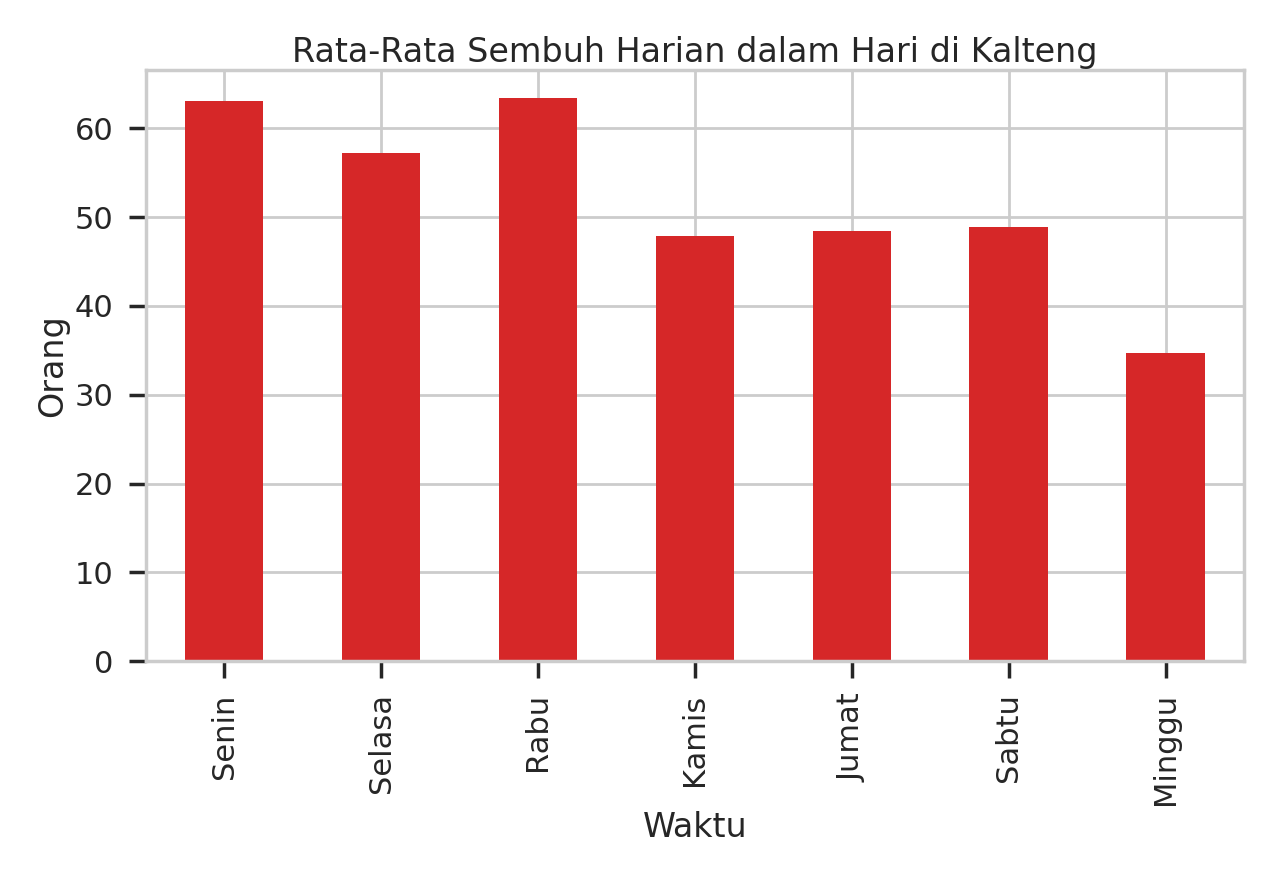 Rata-Rata Sembuh Harian dalam Hari di Kalteng
60
50
40
30
20
10
0
Orang
Senin
Selasa
Rabu
Kamis
Jumat
Sabtu
Minggu
Waktu